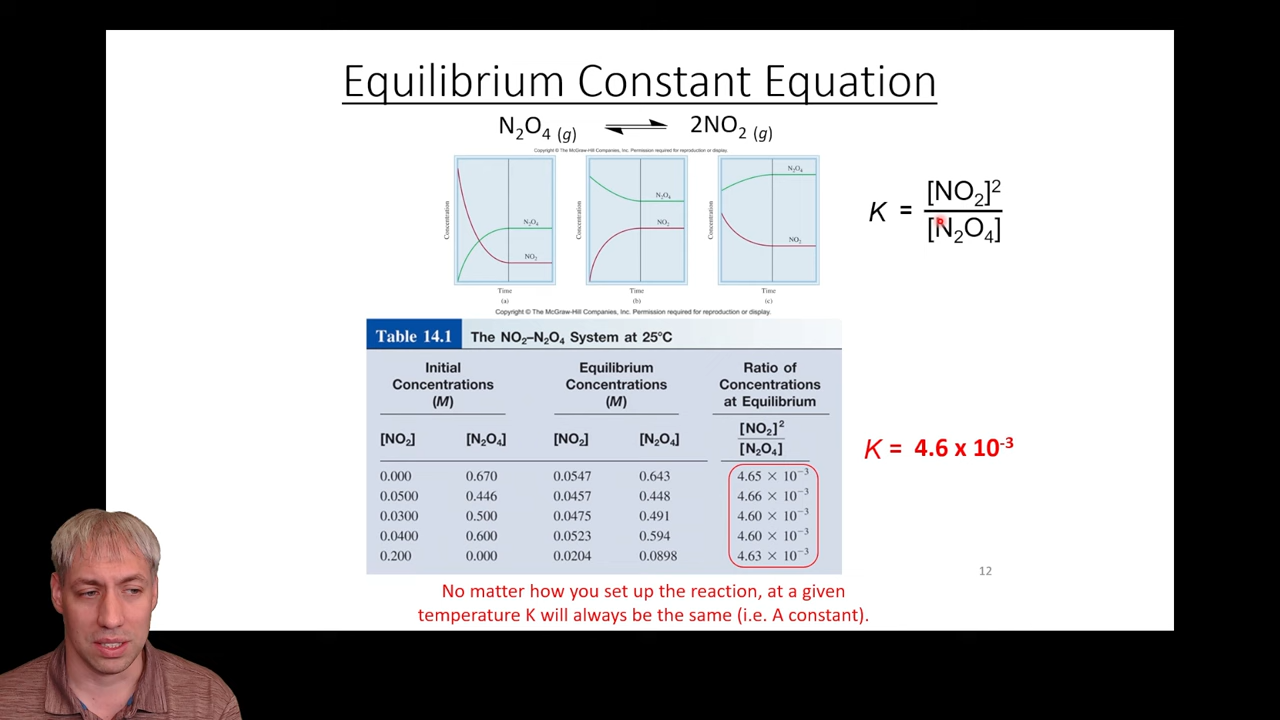 Equilibrium Constant Equation
N₂O₄ (g) ⇌ 2NO₂ (g)
Copyright © The McGraw-Hill Companies, Inc. Permission required for reproduction or display.
Concentration
N₂O₄
NO₂
Time
(a)
Concentration
N₂O₄
NO₂
Time
(b)
Concentration
N₂O₄
NO₂
Time
(c)
K = [NO₂]² / [N₂O₄]
Copyright © The McGraw-Hill Companies, Inc. Permission required for reproduction or display.
Table 14.1 The NO₂–N₂O₄ System at 25°C
Initial Concentrations (M)
Equilibrium Concentrations (M)
Ratio of Concentrations at Equilibrium
[NO₂] [N₂O₄] [NO₂] [N₂O₄] [NO₂]² / [N₂O₄]
0.000 0.670 0.0547 0.643 4.65 × 10⁻³
0.0500 0.446 0.0457 0.448 4.66 × 10⁻³
0.0300 0.500 0.0475 0.491 4.60 × 10⁻³
0.0400 0.600 0.0523 0.594 4.60 × 10⁻³
0.200 0.000 0.0204 0.0898 4.63 × 10⁻³
K = 4.6 x 10⁻³
12
No matter how you set up the reaction, at a given
temperature K will always be the same (i.e. A constant).